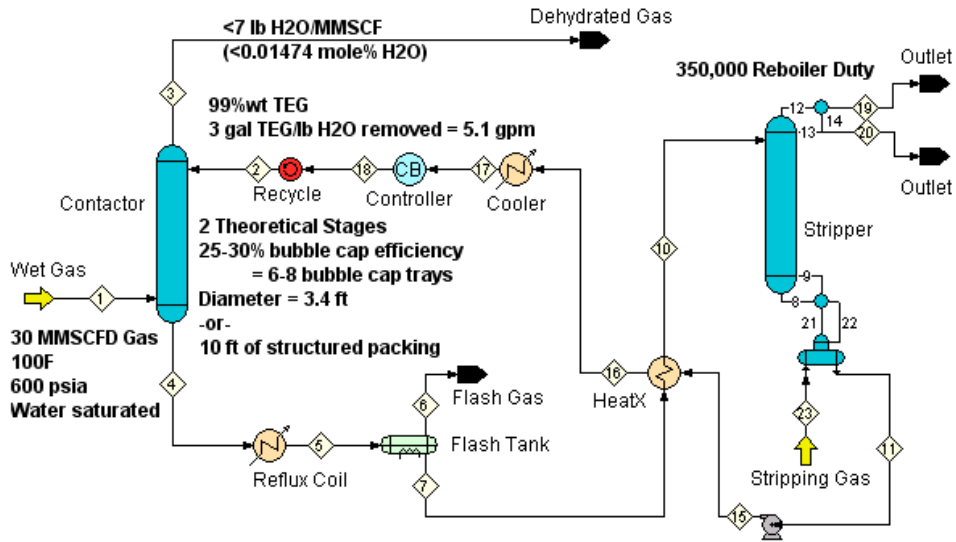 <7 lb H2O/MMSCF
(<0.01474 mole% H2O)
Dehydrated Gas
350,000 Reboiler Duty
Outlet
3
99%wt TEG
3 gal TEG/lb H2O removed = 5.1 gpm
12
19
14
13
20
Outlet
2
18
CB
17
Recycle
Controller
Cooler
Contactor
2 Theoretical Stages
25-30% bubble cap efficiency
= 6-8 bubble cap trays
Diameter = 3.4 ft
-or-
10 ft of structured packing
10
Stripper
Wet Gas
1
9
8
21
22
30 MMSCFD Gas
100F
600 psia
Water saturated
4
16
HeatX
6
Flash Gas
23
11
5
Flash Tank
Reflux Coil
7
Stripping Gas
15